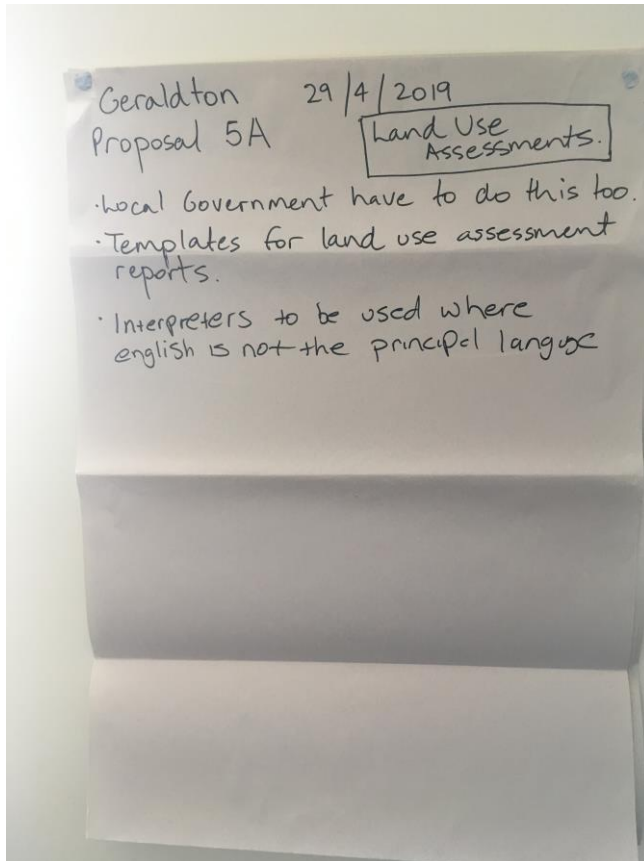 Geraldton 29/4/2019
Proposal 5A
Land Use
Assessments.
·Local Government have to do this too.
·Templates for land use assessment
reports.
·Interpreters to be used where
english is not the principal